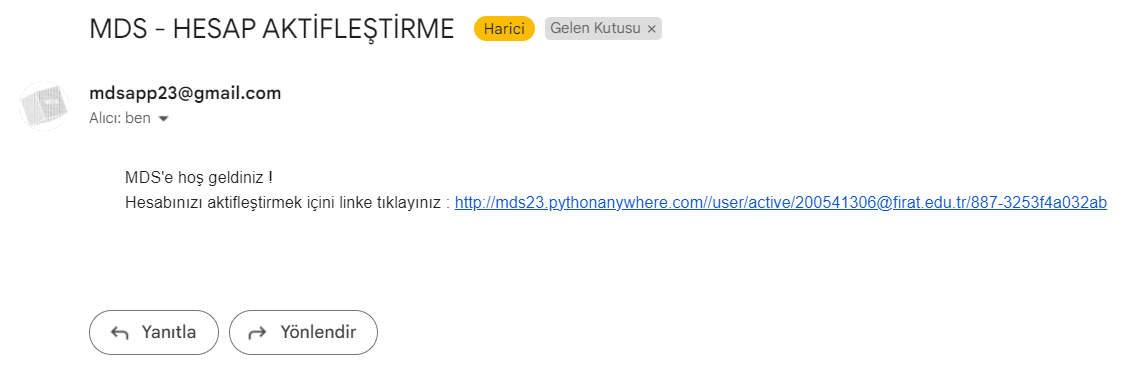 MDS - HESAP AKTİFLEŞTİRME Harici Gelen Kutusu ×
mdsapp23@gmail.com
Alıcı: ben
MDS'e hoş geldiniz !
Hesabınızı aktifleştirmek içini linke tıklayınız : http://mds23.pythonanywhere.com//user/active/200541306@firat.edu.tr/887-3253f4a032ab
Yanıtla Yönlendir